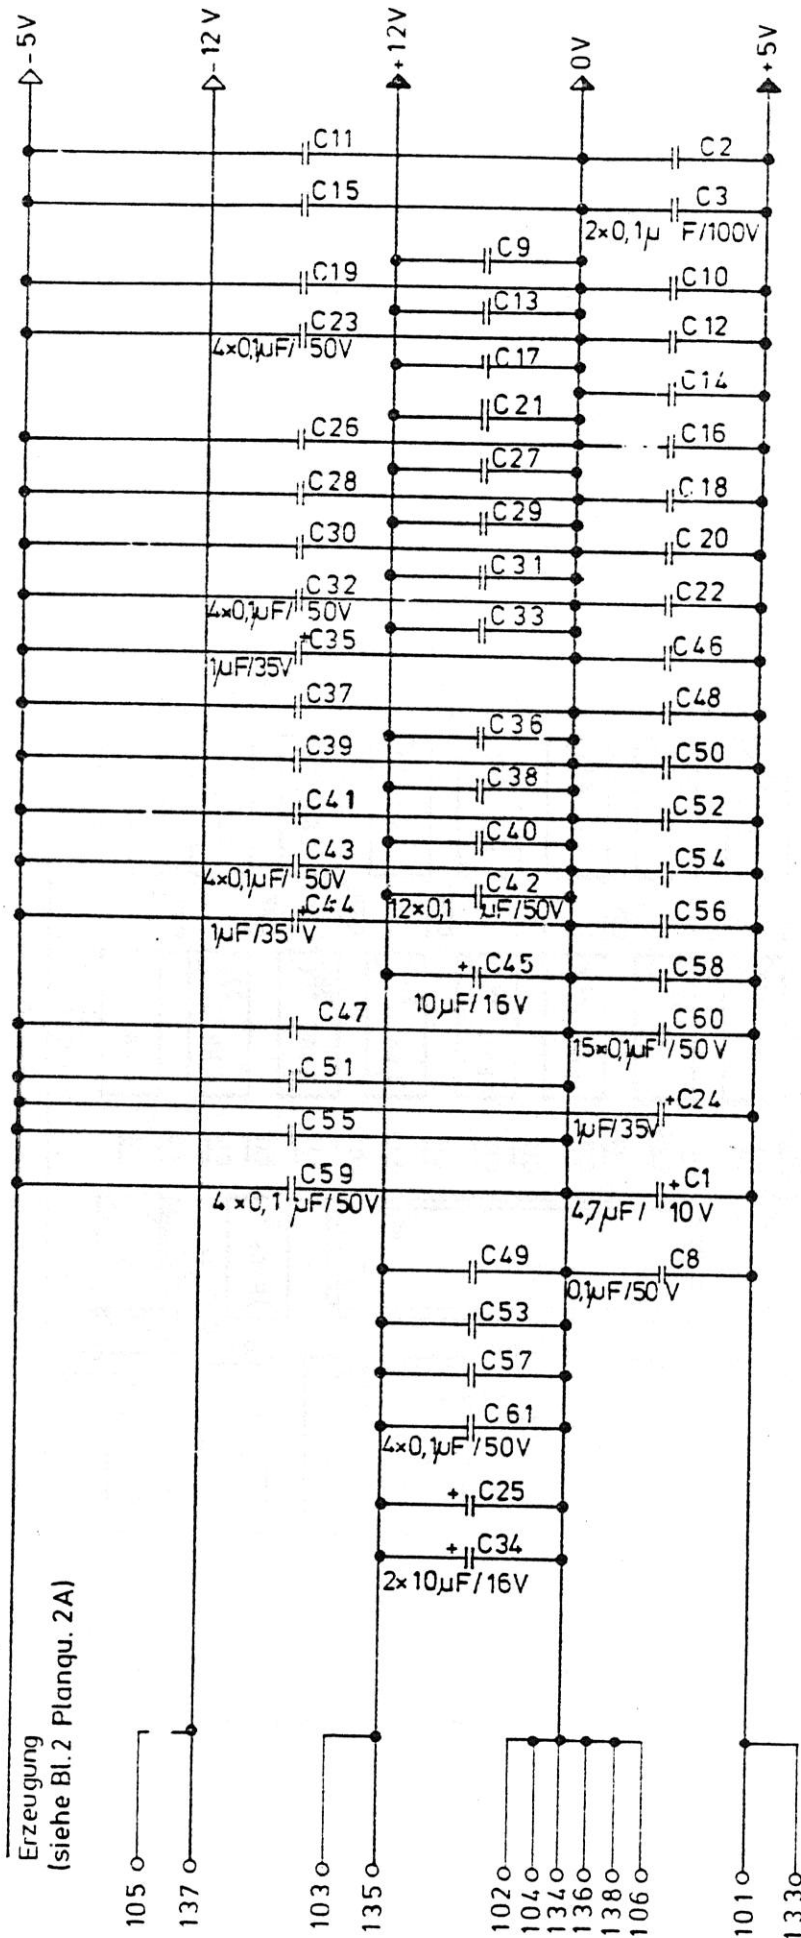 -5V
-12V
+12V
0V
+5V
C11
C2
C15
C3
2×0,1µF/100V
C9
C19
C10
C13
C23
4×0,1µF/50V
C12
C17
C14
C21
C26
C16
C27
C28
C18
C29
C30
C20
C31
C32
4×0,1µF/50V
C22
C33
+C35
1µF/35V
C46
C37
C48
C36
C39
C50
C38
C41
C52
C40
C43
4×0,1µF/50V
C54
C42
12×0,1µF/50V
+C44
1µF/35V
C56
+C45
10µF/16V
C58
C47
C60
15×0,1µF/50V
C51
+C24
1µF/35V
C55
C59
4×0,1µF/50V
+C1
4,7µF/10V
C49
C8
0,1µF/50V
C53
C57
C61
4×0,1µF/50V
+C25
+C34
2×10µF/16V
Erzeugung
(siehe Bl.2 Planqu. 2A)
105
137
103
135
102
104
134
136
138
106
101
133